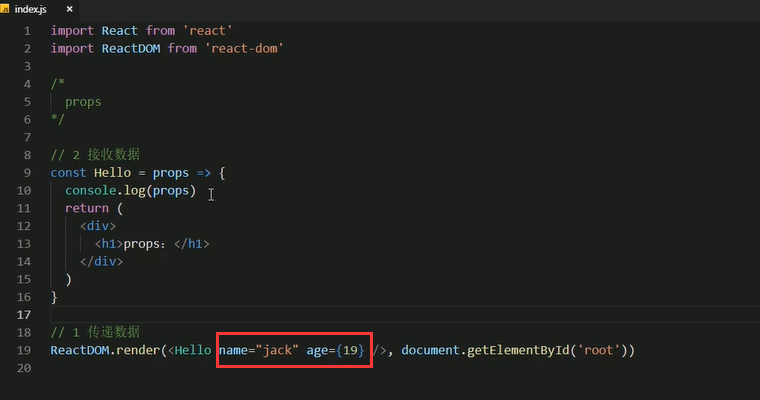 JS index.js ×
1 import React from 'react'
2 import ReactDOM from 'react-dom'
3
4 /*
5   props
6 */
7
8 // 2 接收数据
9 const Hello = props => {
10   console.log(props)
11   return (
12     <div>
13       <h1>props: </h1>
14     </div>
15   )
16 }
17
18 // 1 传递数据
19 ReactDOM.render(<Hello name="jack" age={19} />, document.getElementById('root'))
20